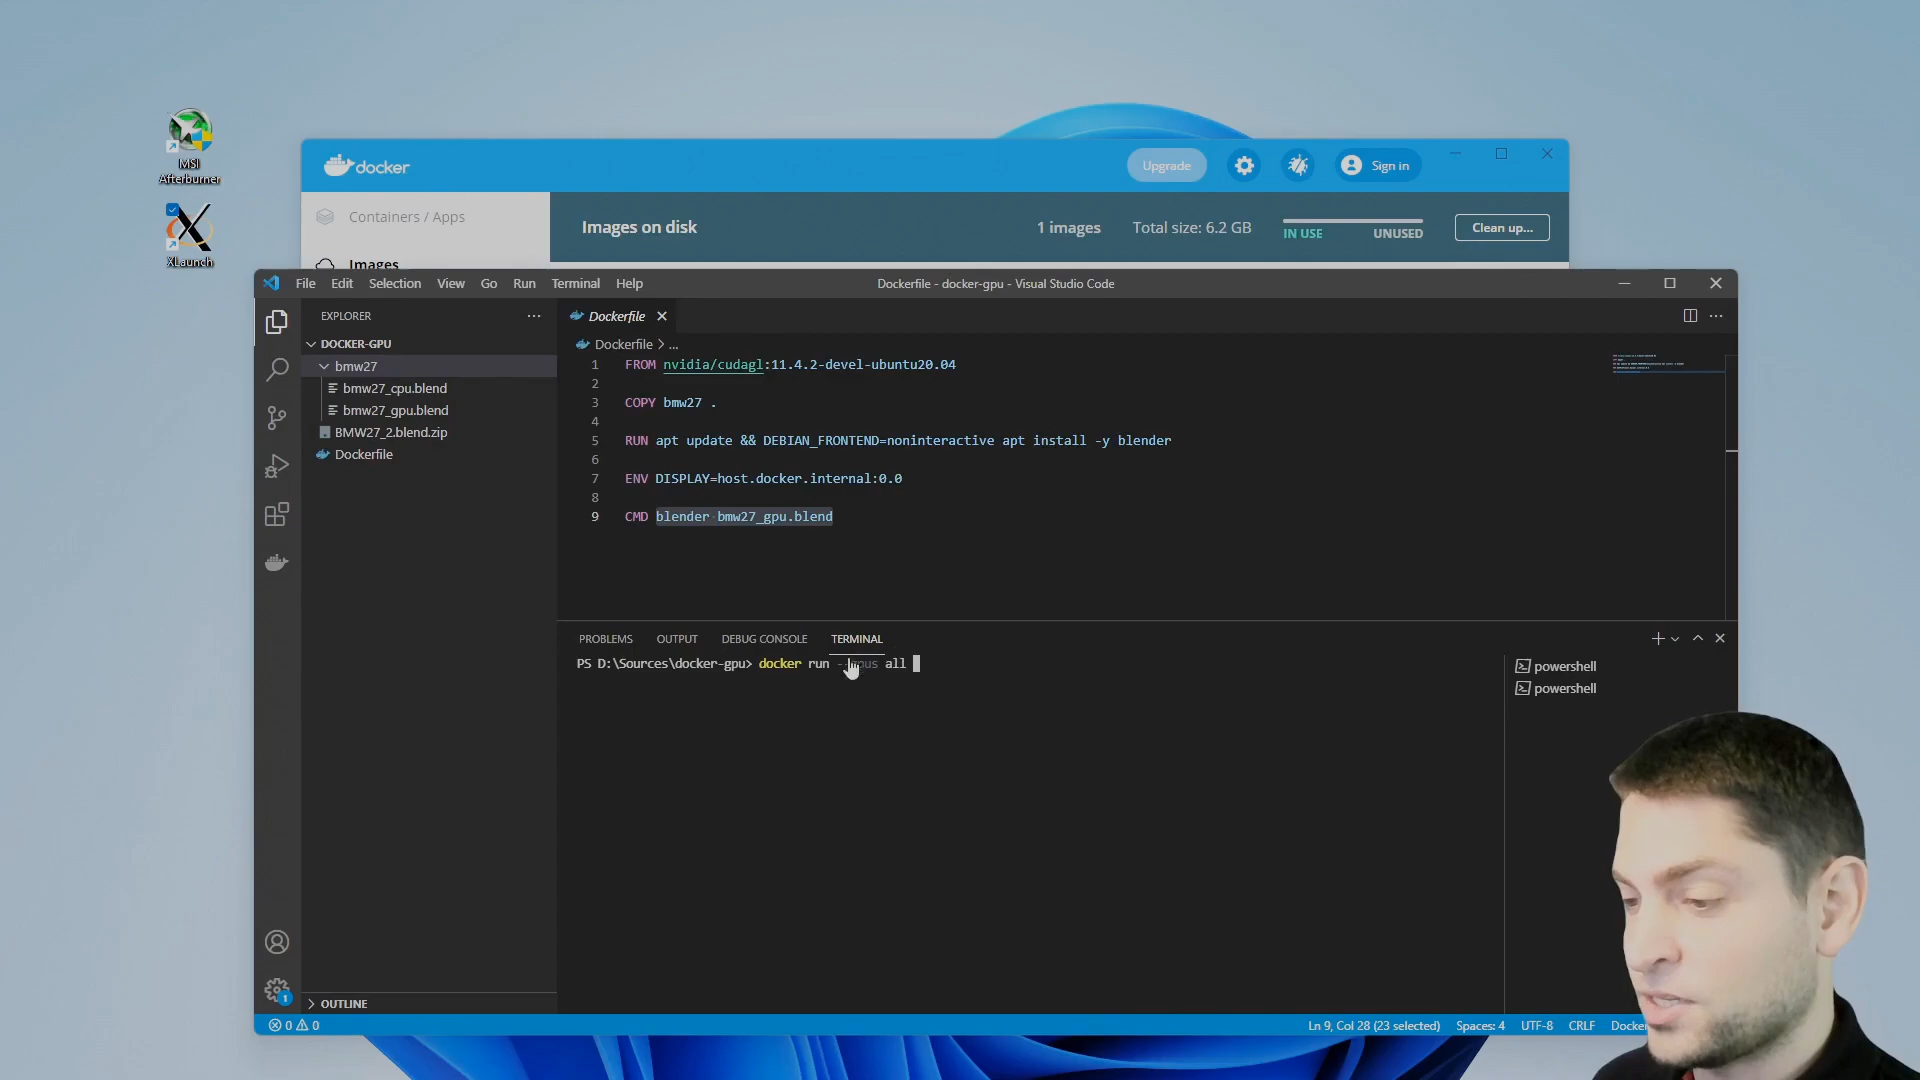 MSI
Afterburner
XLaunch
docker
Upgrade
Sign in
Containers / Apps
Images
Images on disk
1 images
Total size: 6.2 GB
IN USE
UNUSED
Clean up...
File Edit Selection View Go Run Terminal Help
Dockerfile - docker-gpu - Visual Studio Code
EXPLORER
DOCKER-GPU
bmw27
bmw27_cpu.blend
bmw27_gpu.blend
BMW27_2.blend.zip
Dockerfile
OUTLINE
Dockerfile
Dockerfile > ...
1 FROM nvidia/cudagl:11.4.2-devel-ubuntu20.04
2
3 COPY bmw27 .
4
5 RUN apt update && DEBIAN_FRONTEND=noninteractive apt install -y blender
6
7 ENV DISPLAY=host.docker.internal:0.0
8
9 CMD blender bmw27_gpu.blend
PROBLEMS OUTPUT DEBUG CONSOLE TERMINAL
PS D:\Sources\docker-gpu> docker run --gpus all
powershell
powershell
1
0 0
Ln 9, Col 28 (23 selected) Spaces: 4 UTF-8 CRLF